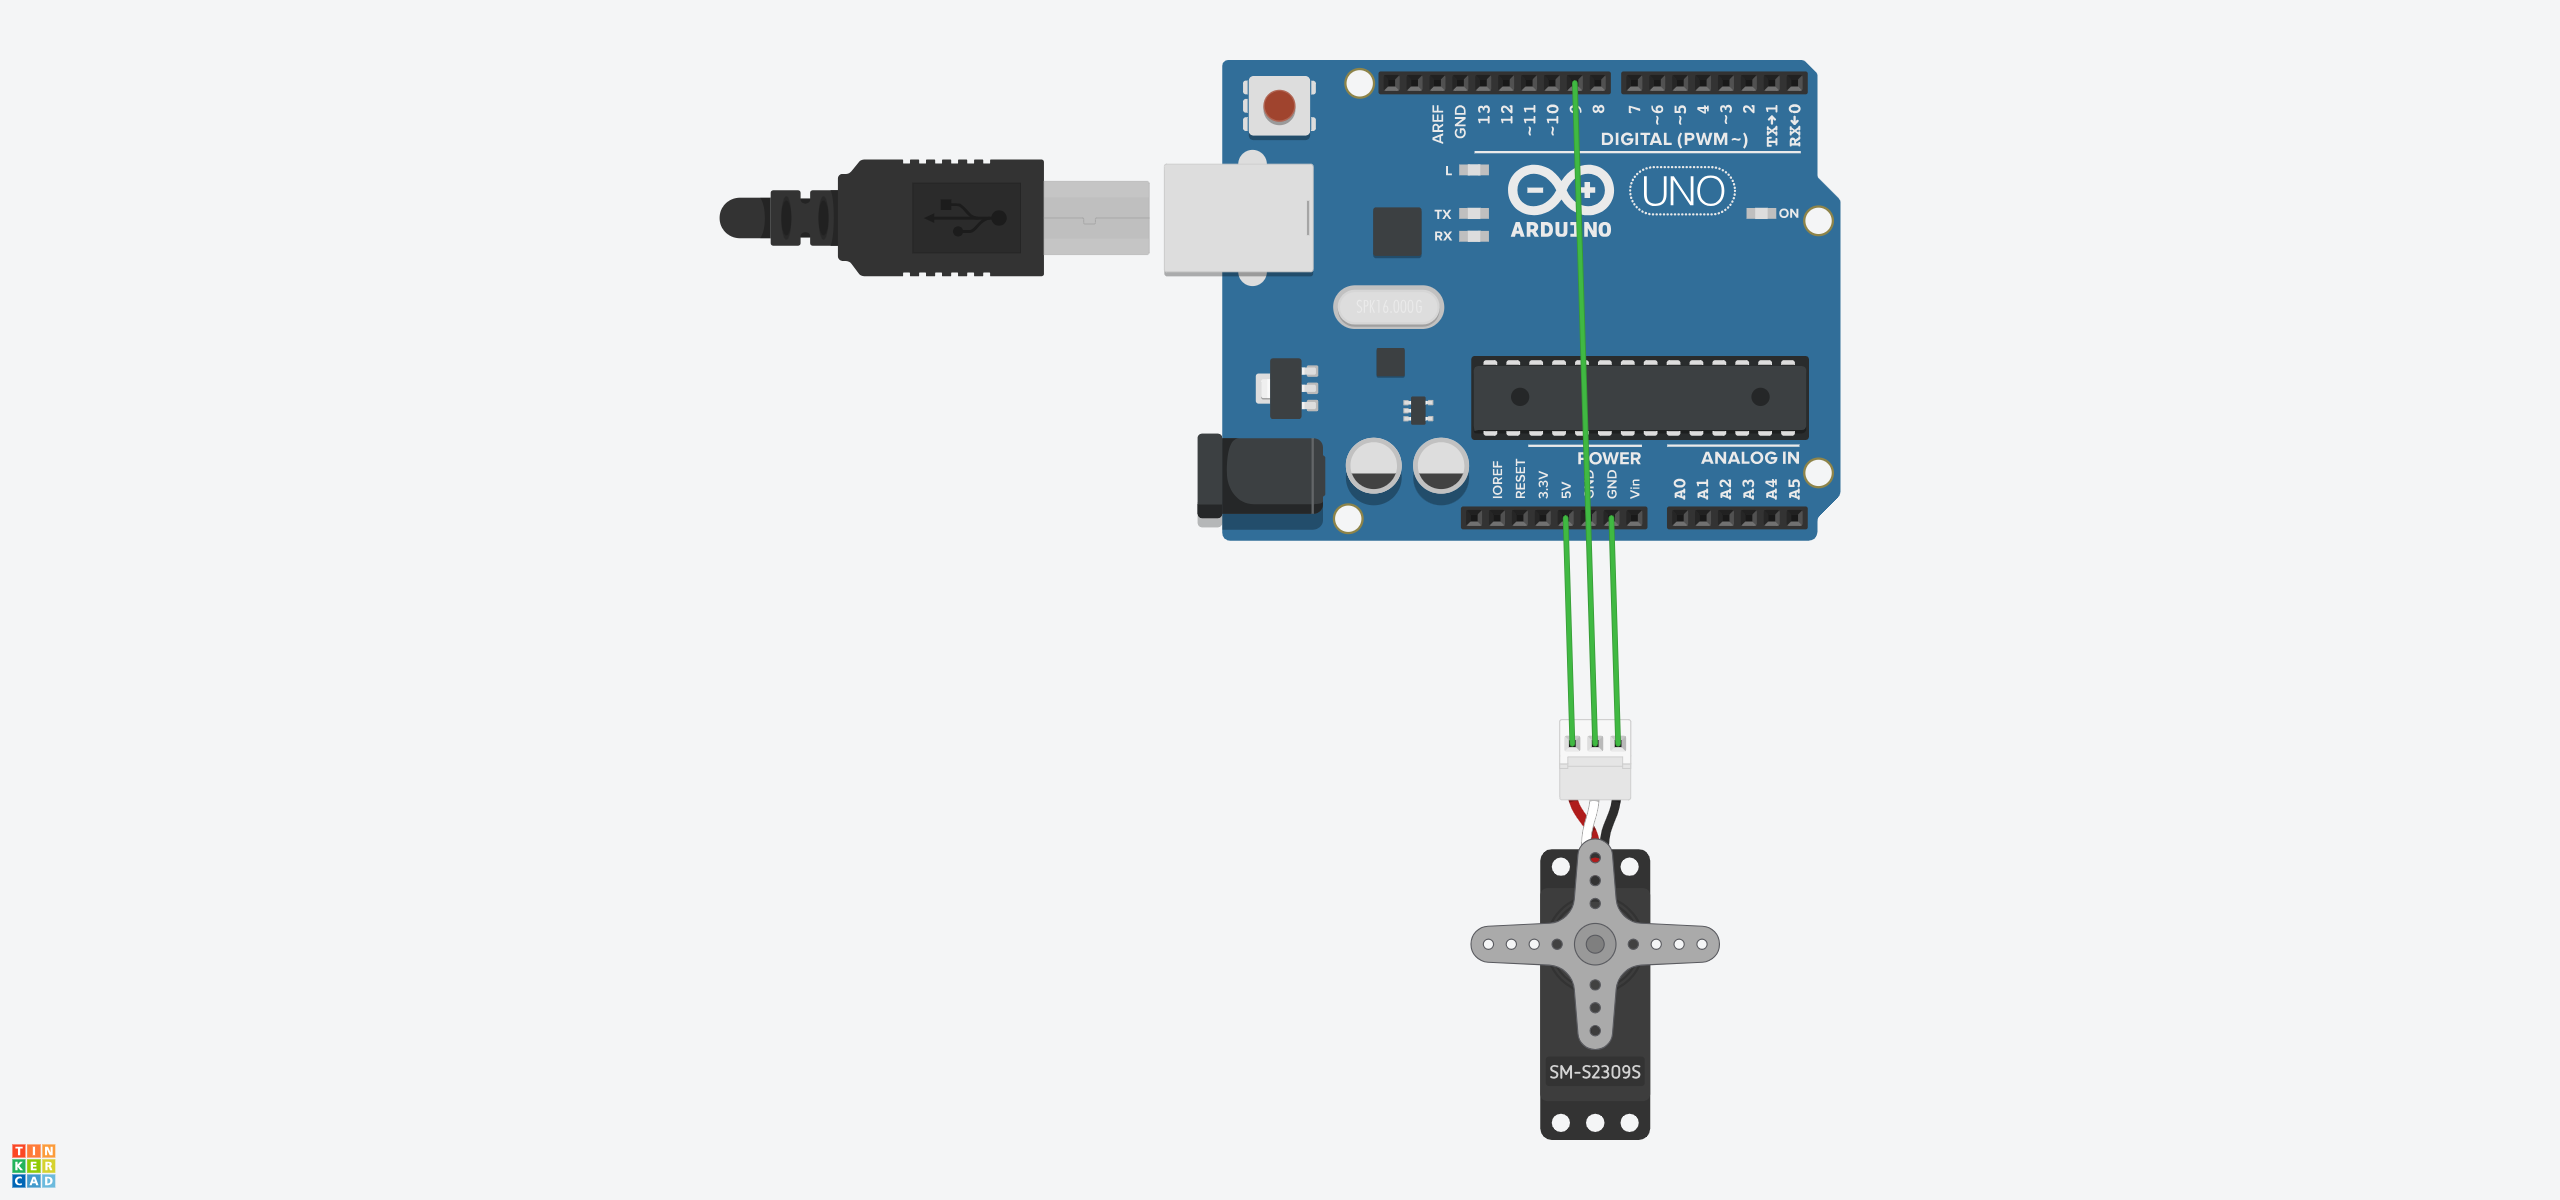 AREF
GND
13
12
~11
~10
9
8
7
~6
~5
4
~3
2
TX→1
RX←0
DIGITAL (PWM~)
L
TX
RX
ARDUINO
UNO
ON
SPK16.000G
POWER
ANALOG IN
IOREF
RESET
3.3V
5V
GND
GND
Vin
A0
A1
A2
A3
A4
A5
SM-S2309S
TIN
KER
CAD